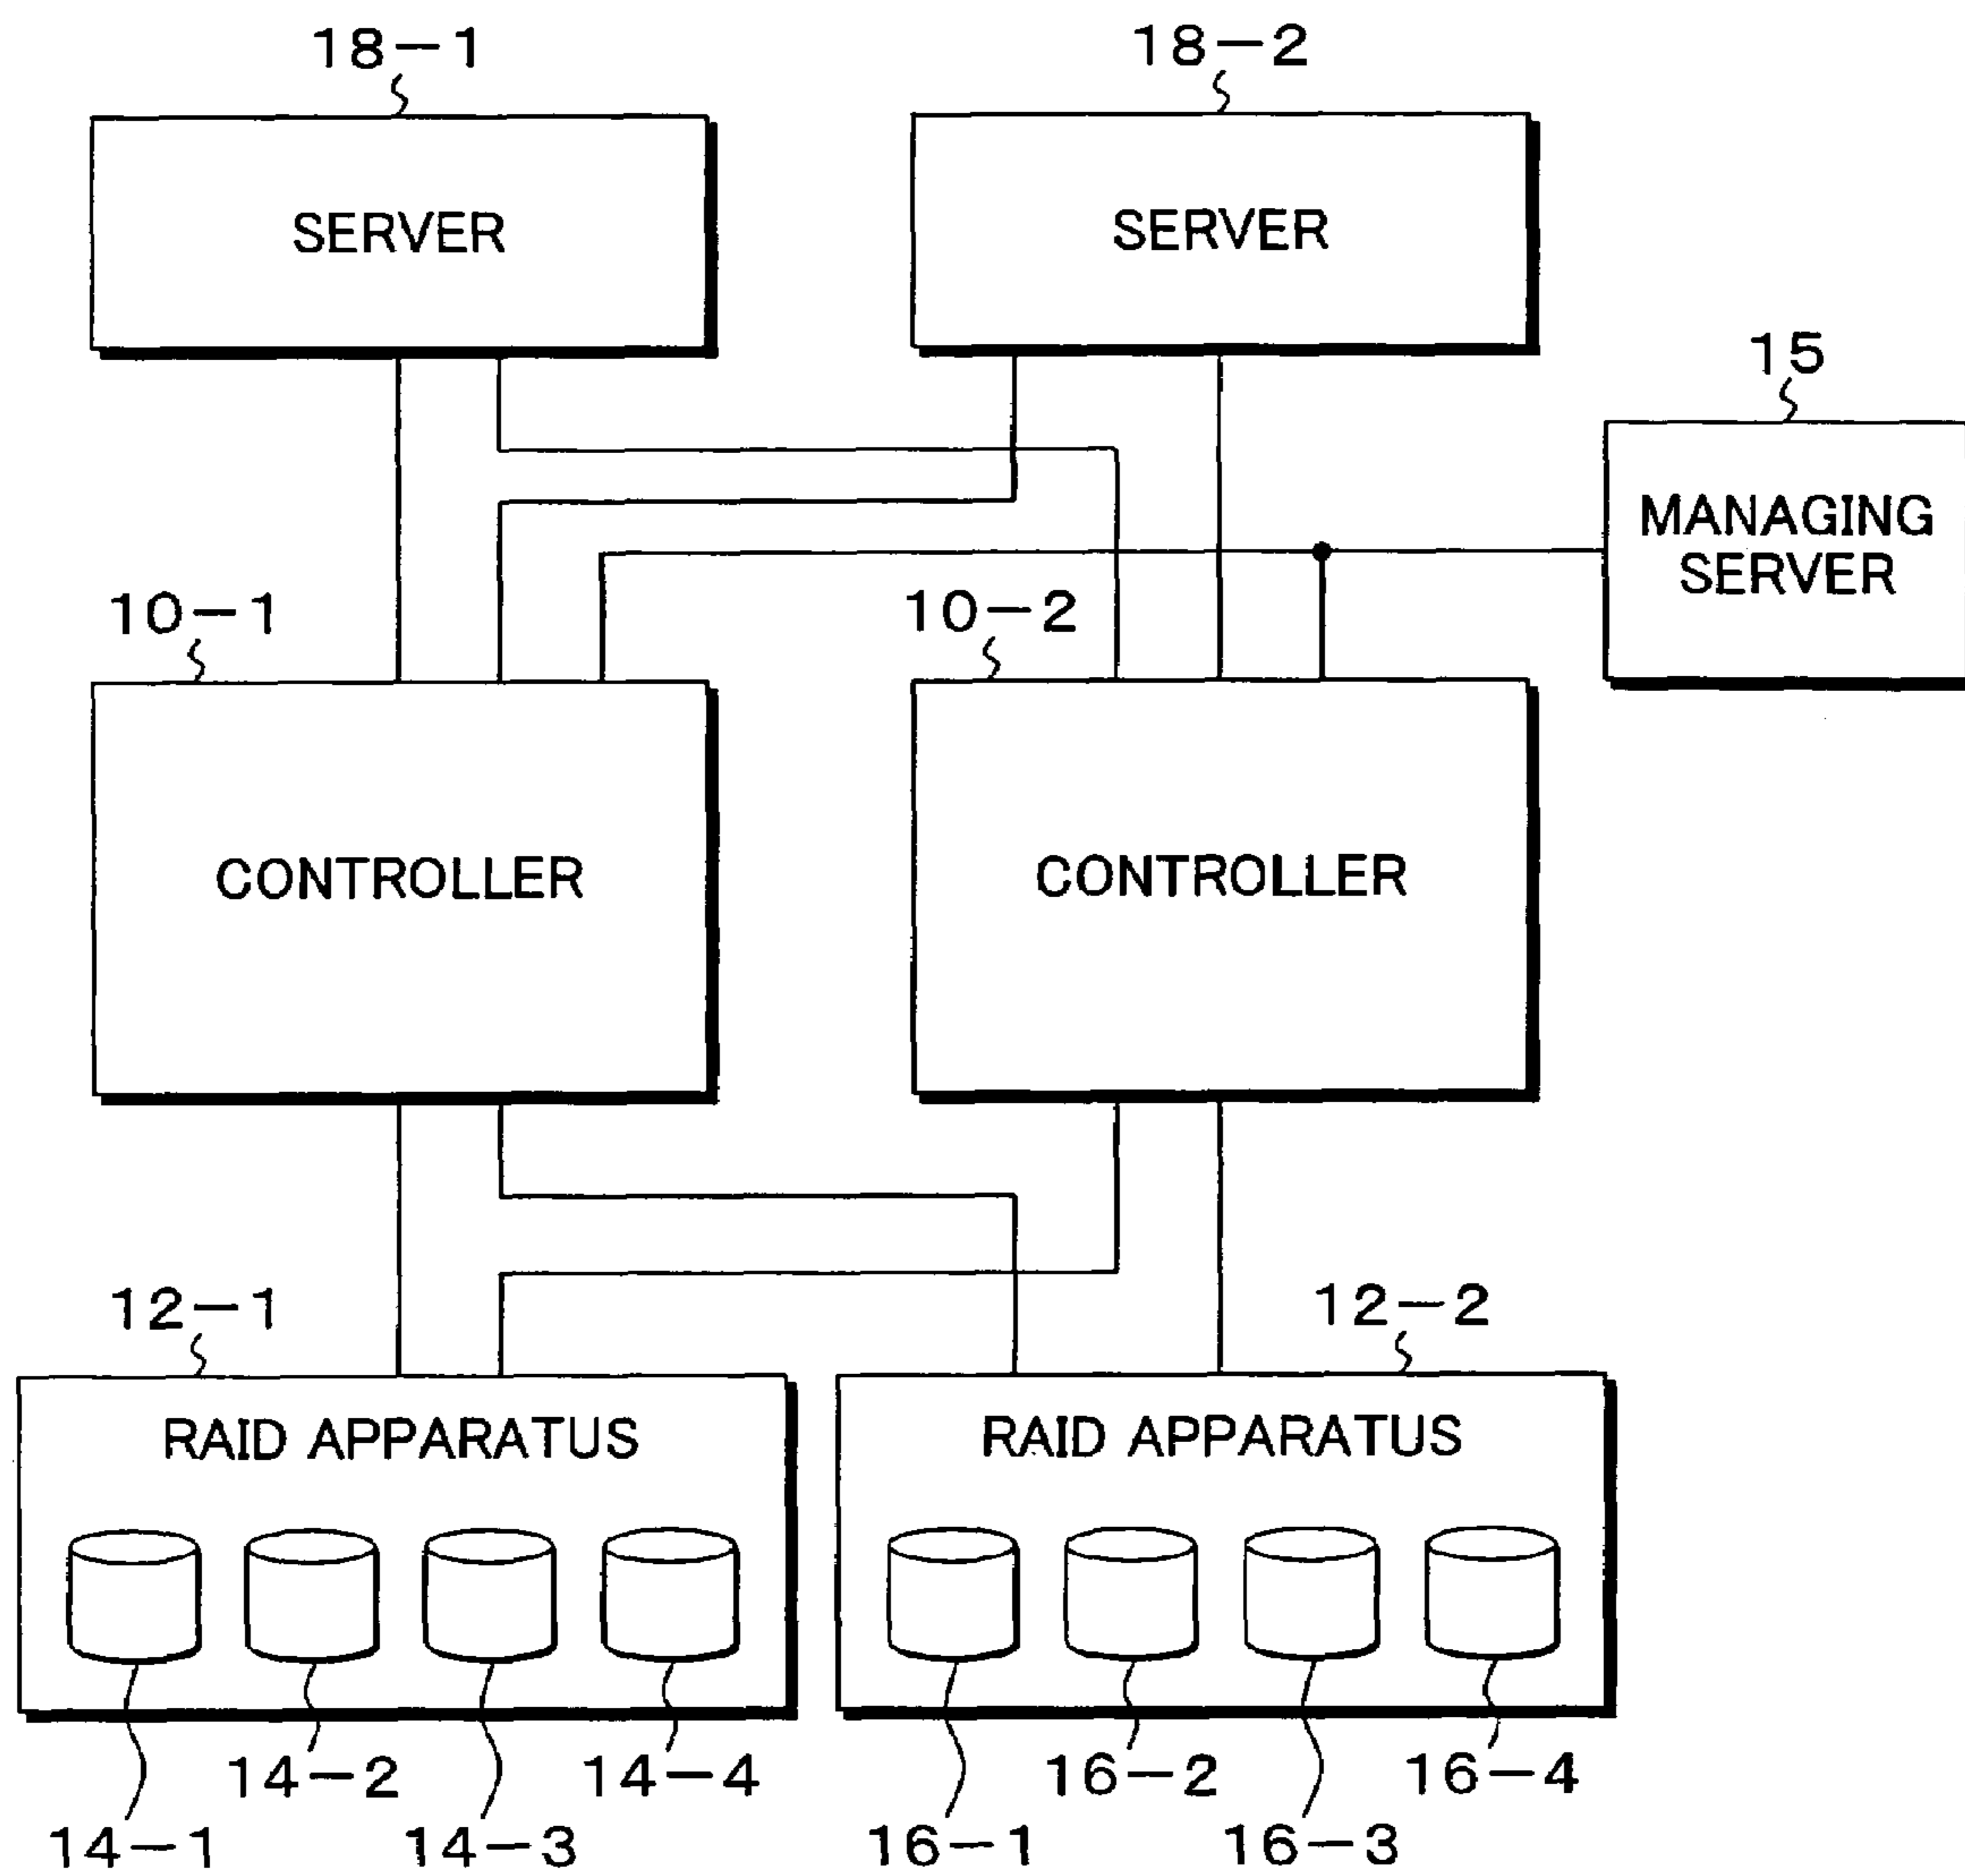 18-1
18-2
SERVER
SERVER
15
MANAGING
SERVER
10-1
10-2
CONTROLLER
CONTROLLER
12-1
12-2
RAID APPARATUS
RAID APPARATUS
14-2
14-4
16-2
16-4
14-1
14-3
16-1
16-3